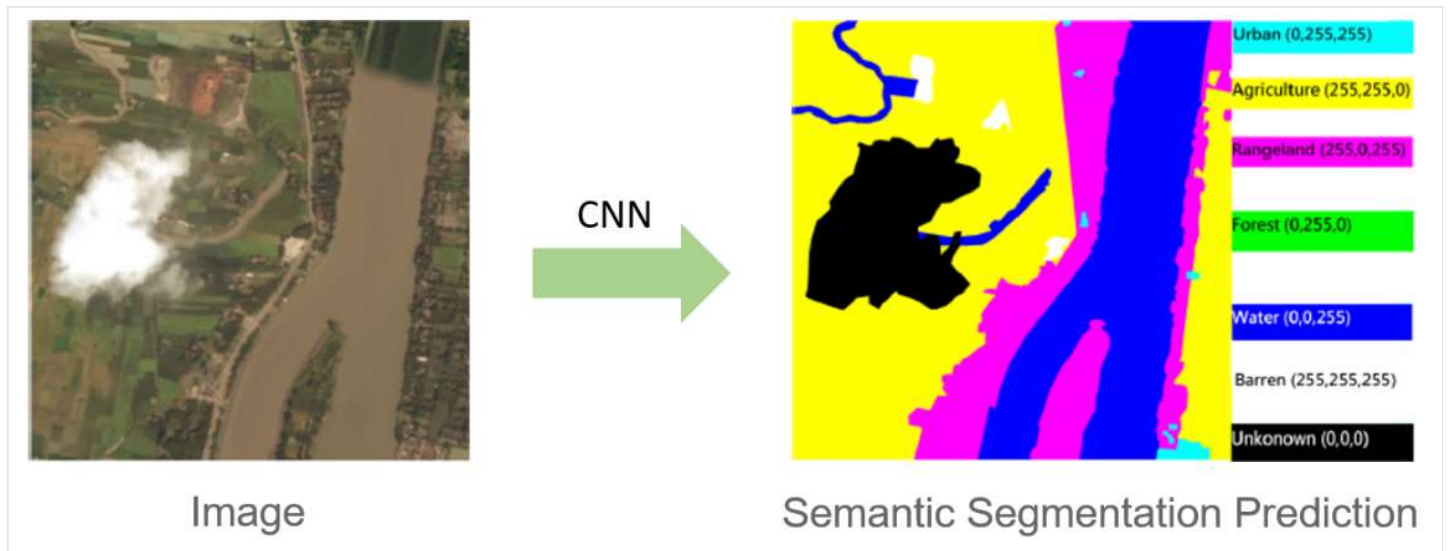 CNN
Urban (0,255,255)
Agriculture (255,255,0)
Rangeland (255,0,255)
Forest (0,255,0)
Water (0,0,255)
Barren (255,255,255)
Unkonown (0,0,0)
Image
Semantic Segmentation Prediction